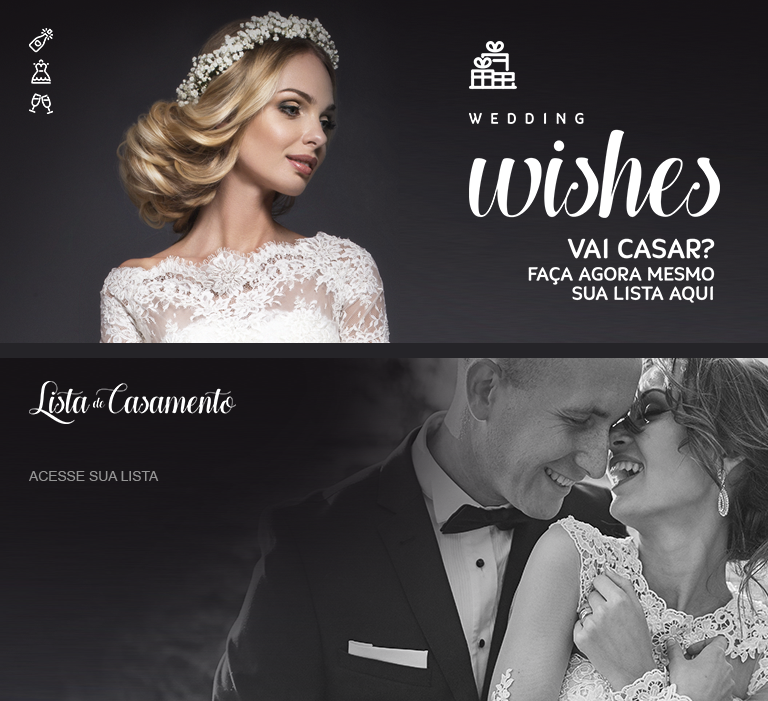 WEDDING
wishes
VAI CASAR?
FAÇA AGORA MESMO
SUA LISTA AQUI
Lista de Casamento
ACESSE SUA LISTA